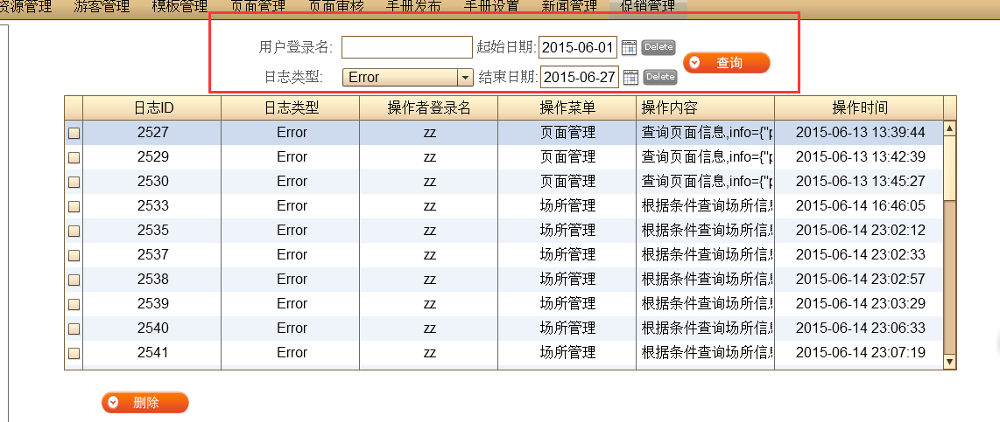 资源管理 游客管理 模板管理 页面管理 页面审核 手册发布 手册设置 新闻管理 促销管理
用户登录名: 起始日期: 2015-06-01 Delete
查询
日志类型: Error 结束日期: 2015-06-27 Delete
日志ID 日志类型 操作者登录名 操作菜单 操作内容 操作时间
2527 Error zz 页面管理 查询页面信息,info={"p 2015-06-13 13:39:44
2529 Error zz 页面管理 查询页面信息,info={"p 2015-06-13 13:42:39
2530 Error zz 页面管理 查询页面信息,info={"p 2015-06-13 13:45:27
2533 Error zz 场所管理 根据条件查询场所信息 2015-06-14 16:46:05
2535 Error zz 场所管理 根据条件查询场所信息 2015-06-14 23:02:12
2537 Error zz 场所管理 根据条件查询场所信息 2015-06-14 23:02:33
2538 Error zz 场所管理 根据条件查询场所信息 2015-06-14 23:02:57
2539 Error zz 场所管理 根据条件查询场所信息 2015-06-14 23:03:29
2540 Error zz 场所管理 根据条件查询场所信息 2015-06-14 23:06:33
2541 Error zz 场所管理 根据条件查询场所信息 2015-06-14 23:07:19
删除